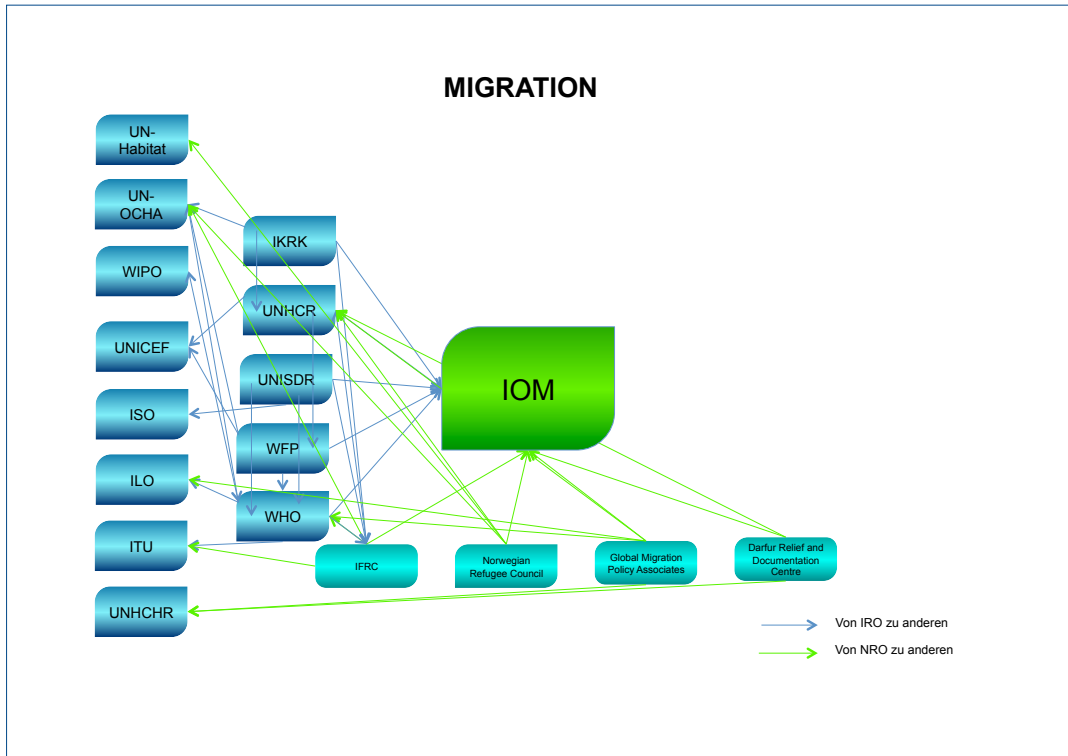 MIGRATION
UN-
Habitat
UN-
OCHA
IKRK
WIPO
UNHCR
UNICEF
UNISDR
IOM
ISO
WFP
ILO
WHO
ITU
IFRC
Norwegian
Refugee Council
Global Migration
Policy Associates
Darfur Relief and
Documentation
Centre
UNHCHR
Von IRO zu anderen
Von NRO zu anderen